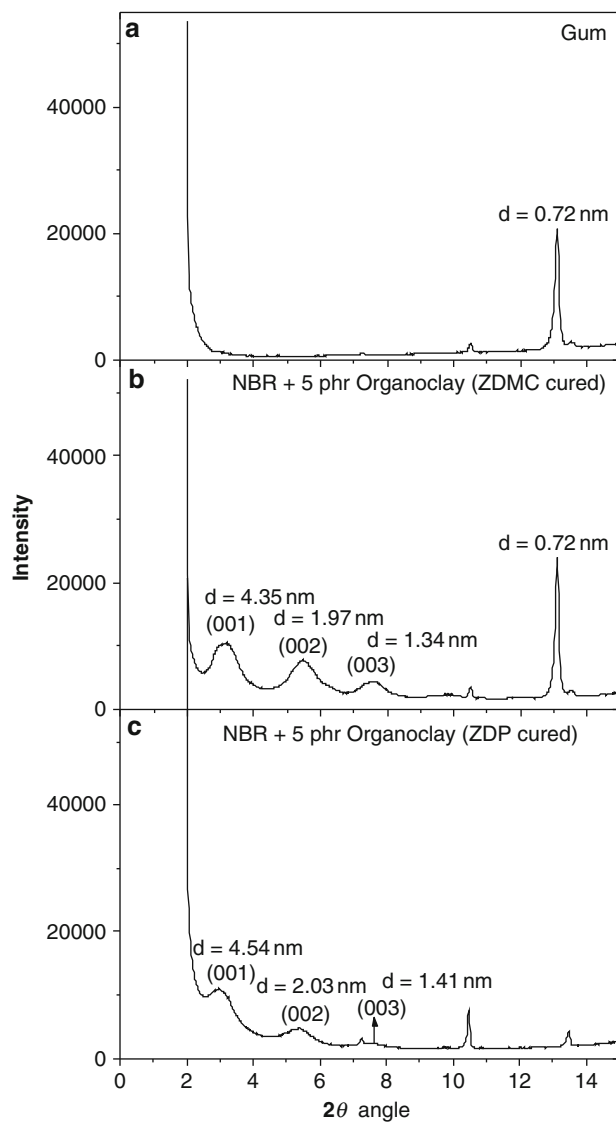 a
Gum
40000
d = 0.72 nm
20000
0
b
NBR + 5 phr Organoclay (ZDMC cured)
40000
d = 0.72 nm
20000
d = 4.35 nm
(001)
d = 1.97 nm
(002)
d = 1.34 nm
(003)
0
c
NBR + 5 phr Organoclay (ZDP cured)
40000
20000
d = 4.54 nm
(001)
d = 2.03 nm
(002)
d = 1.41 nm
(003)
0
Intensity
0 2 4 6 8 10 12 14
2θ angle